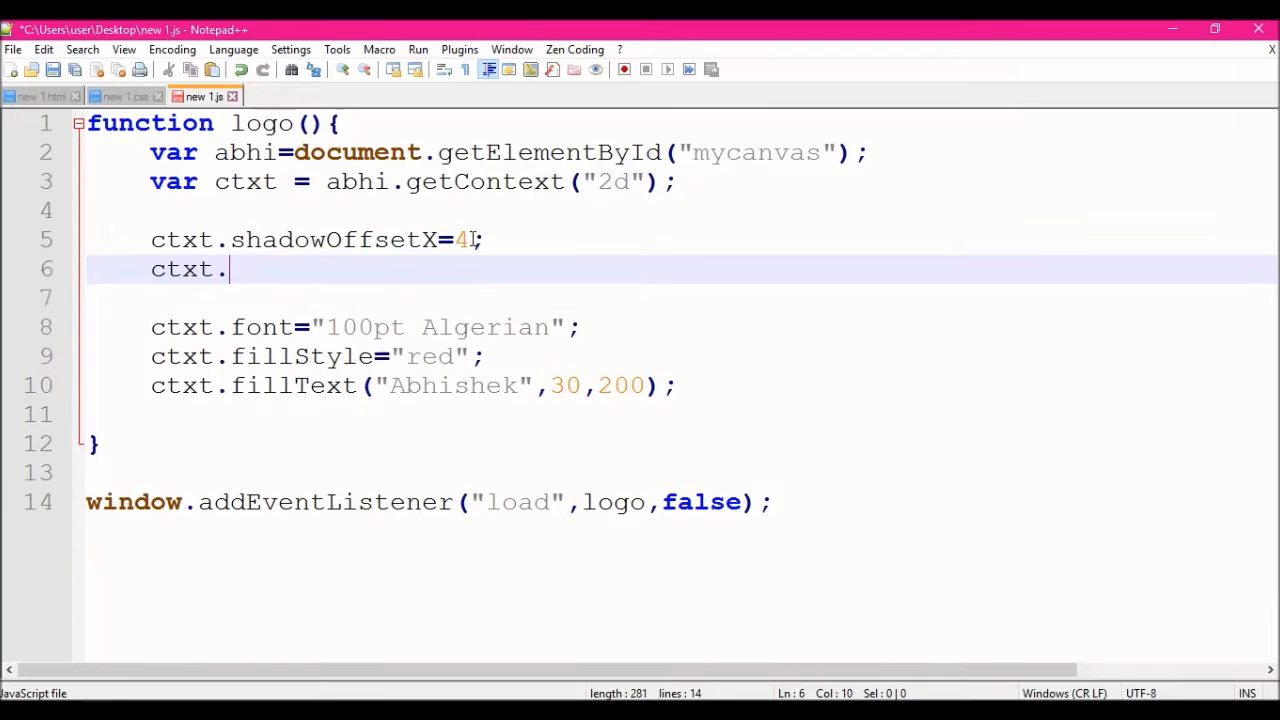 *C:\Users\user\Desktop\new 1.js - Notepad++
File Edit Search View Encoding Language Settings Tools Macro Run Plugins Window Zen Coding ? X
new 1.html new 1.css new 1.js
1 function logo(){
2 var abhi=document.getElementById("mycanvas");
3 var ctxt = abhi.getContext("2d");
4
5 ctxt.shadowOffsetX=4;
6 ctxt.
7
8 ctxt.font="100pt Algerian";
9 ctxt.fillStyle="red";
10 ctxt.fillText("Abhishek",30,200);
11
12 }
13
14 window.addEventListener("load",logo,false);
JavaScript file length : 281 lines : 14 Ln : 6 Col : 10 Sel : 0 | 0 Windows (CR LF) UTF-8 INS